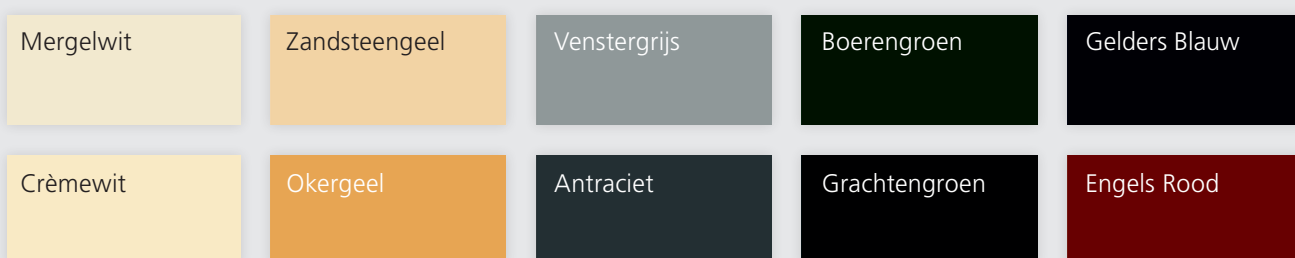 Mergelwit
Zandsteengeel
Venstergrijs
Boerengroen
Gelders Blauw
Crèmewit
Okergeel
Antraciet
Grachtengroen
Engels Rood